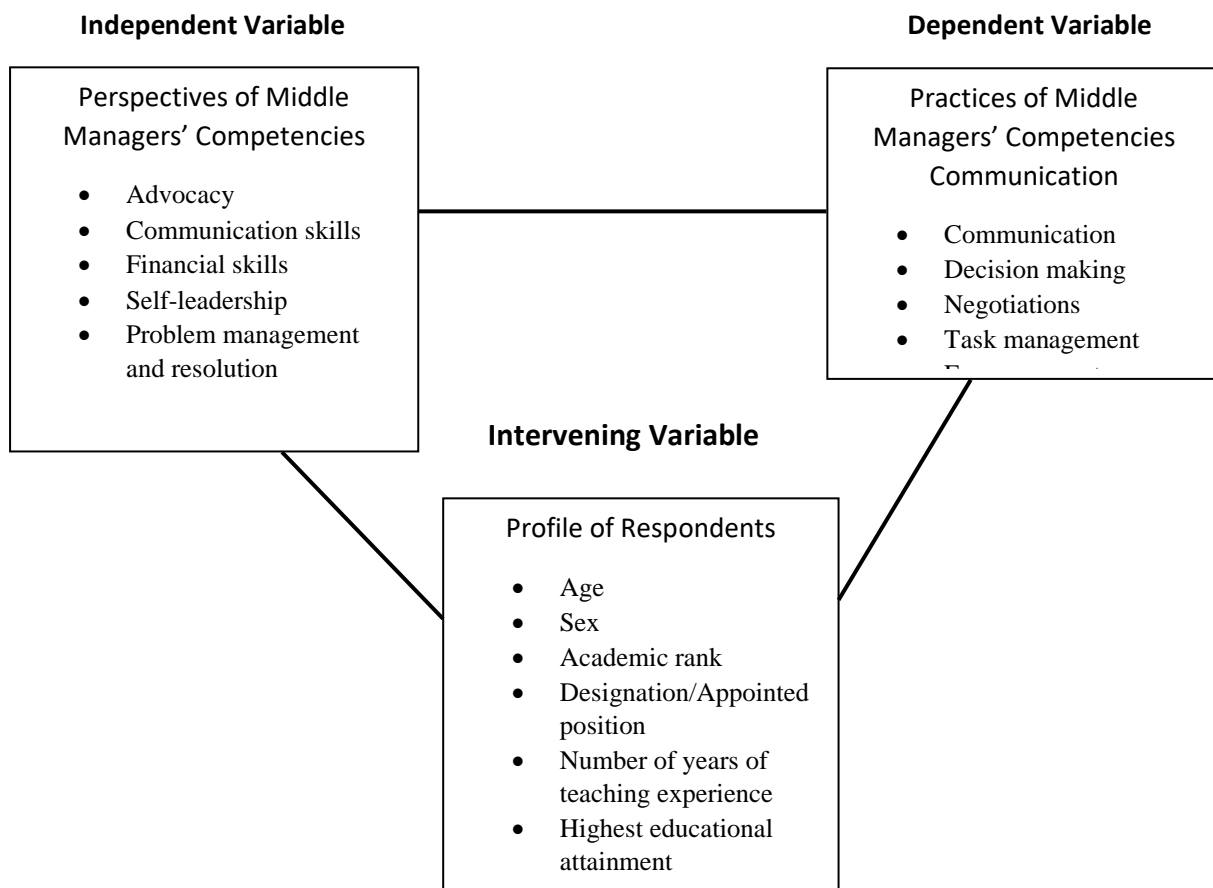 Independent Variable
Perspectives of Middle
Managers’ Competencies
• Advocacy
• Communication skills
• Financial skills
• Self-leadership
• Problem management
and resolution
Dependent Variable
Practices of Middle
Managers’ Competencies
Communication
• Communication
• Decision making
• Negotiations
• Task management
Intervening Variable
Profile of Respondents
• Age
• Sex
• Academic rank
• Designation/Appointed
position
• Number of years of
teaching experience
• Highest educational
attainment